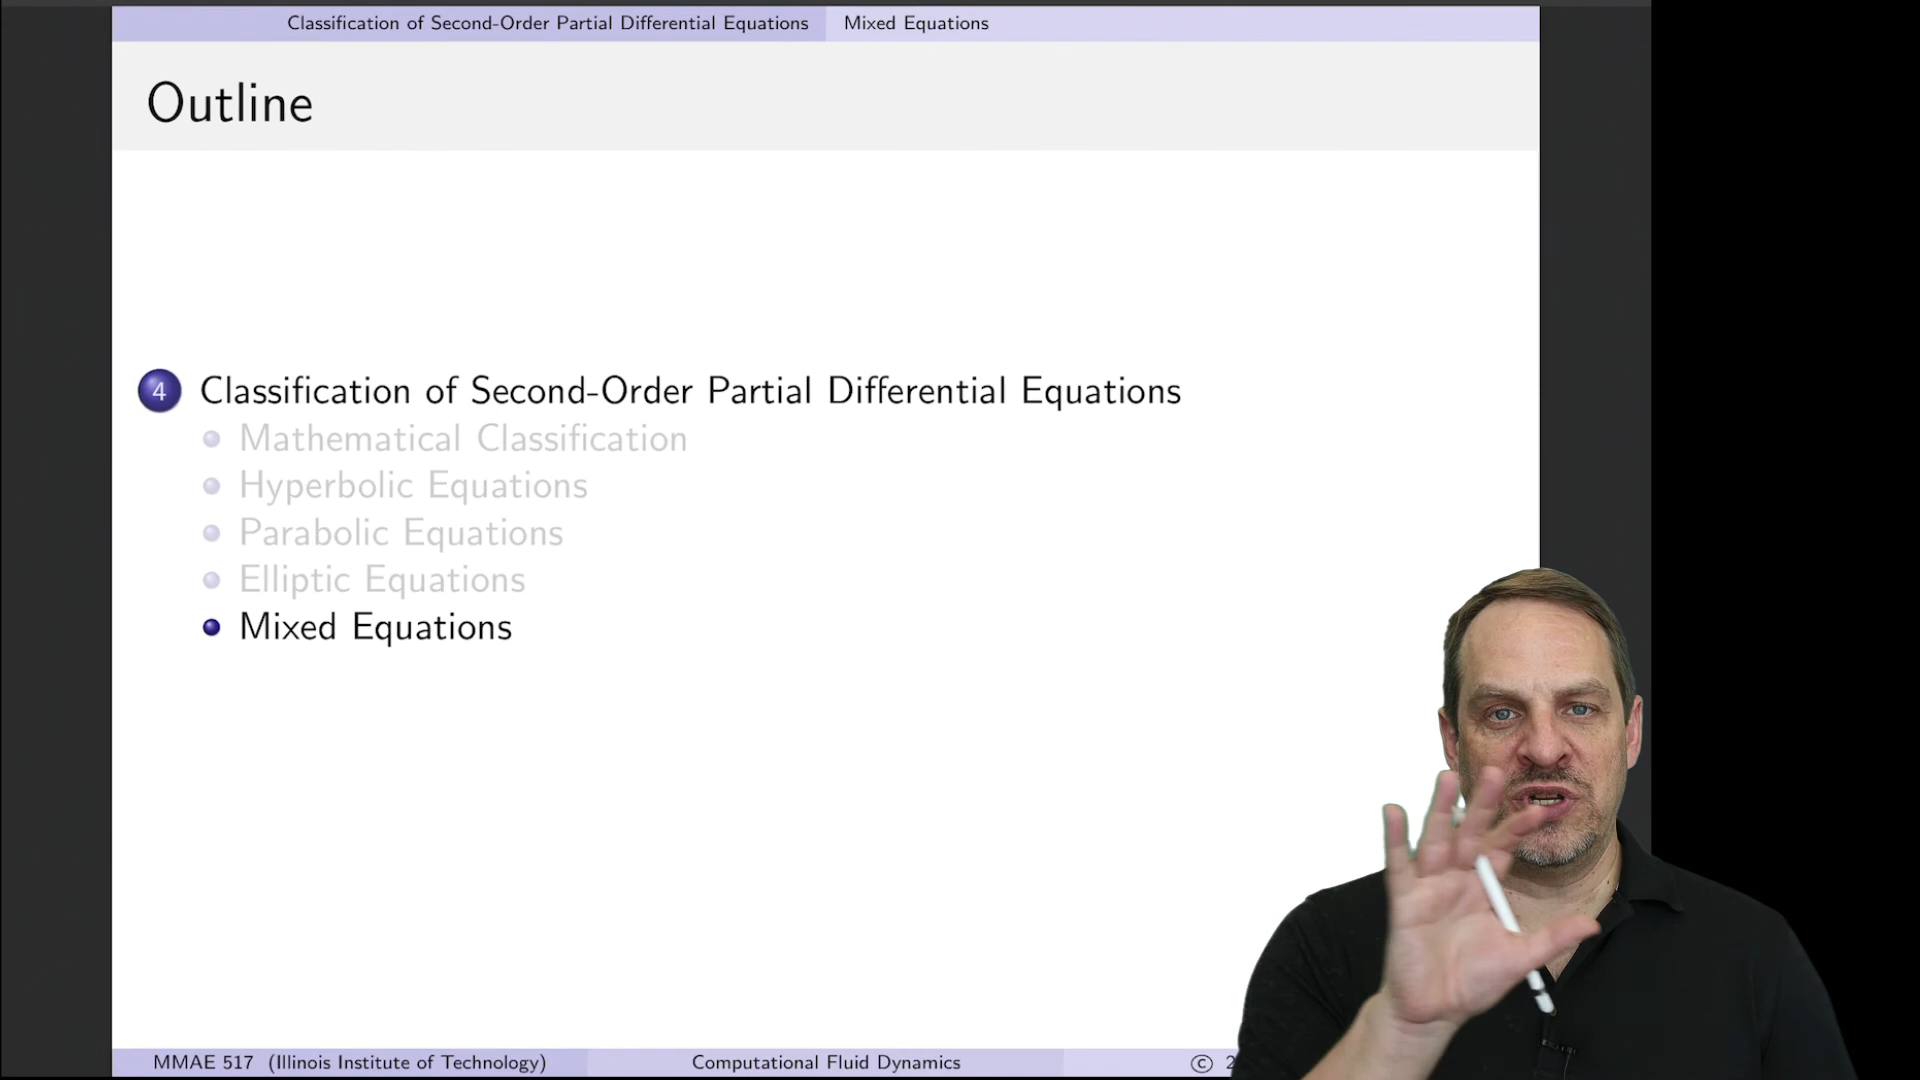 Classification of Second-Order Partial Differential Equations Mixed Equations
Outline
4 Classification of Second-Order Partial Differential Equations
Mathematical Classification
Hyperbolic Equations
Parabolic Equations
Elliptic Equations
Mixed Equations
MMAE 517 (Illinois Institute of Technology) Computational Fluid Dynamics © 2